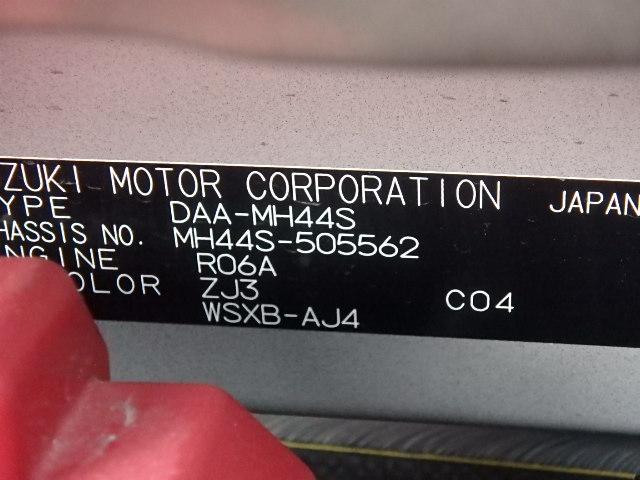 ZUKI MOTOR CORPORATION JAPAN
YPE DAA-MH44S
HASSIS NO. MH44S-505562
NGINE R06A
OLOR ZJ3 C04
WSXB-AJ4